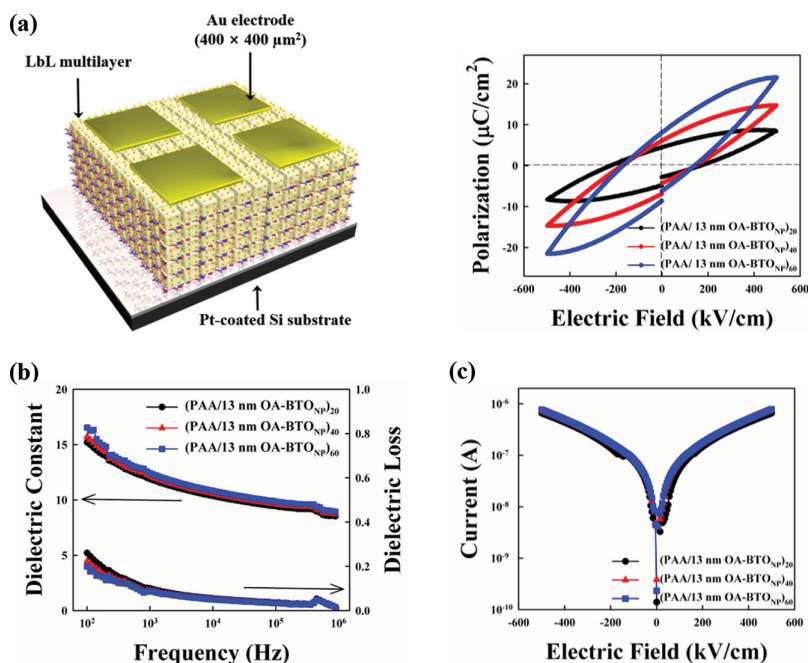 (a)
Au electrode
(400 × 400 μm²)
LbL multilayer
Pt-coated Si substrate
Polarization (μC/cm²)
20
10
0
-10
-20
(PAA/ 13 nm OA-BTO_NP)_20
(PAA/ 13 nm OA-BTO_NP)_40
(PAA/ 13 nm OA-BTO_NP)_60
-600 -400 -200 0 200 400 600
Electric Field (kV/cm)
(b)
Dielectric Constant
20
15
10
5
0
(PAA/13 nm OA-BTO_NP)_20
(PAA/13 nm OA-BTO_NP)_40
(PAA/13 nm OA-BTO_NP)_60
1.0
0.8
0.6
0.4
0.2
0.0
Dielectric Loss
10² 10³ 10⁴ 10⁵ 10⁶
Frequency (Hz)
(c)
Current (A)
10⁻⁶
10⁻⁷
10⁻⁸
10⁻⁹
10⁻¹⁰
(PAA/13 nm OA-BTO_NP)_20
(PAA/13 nm OA-BTO_NP)_40
(PAA/13 nm OA-BTO_NP)_60
-600 -400 -200 0 200 400 600
Electric Field (kV/cm)